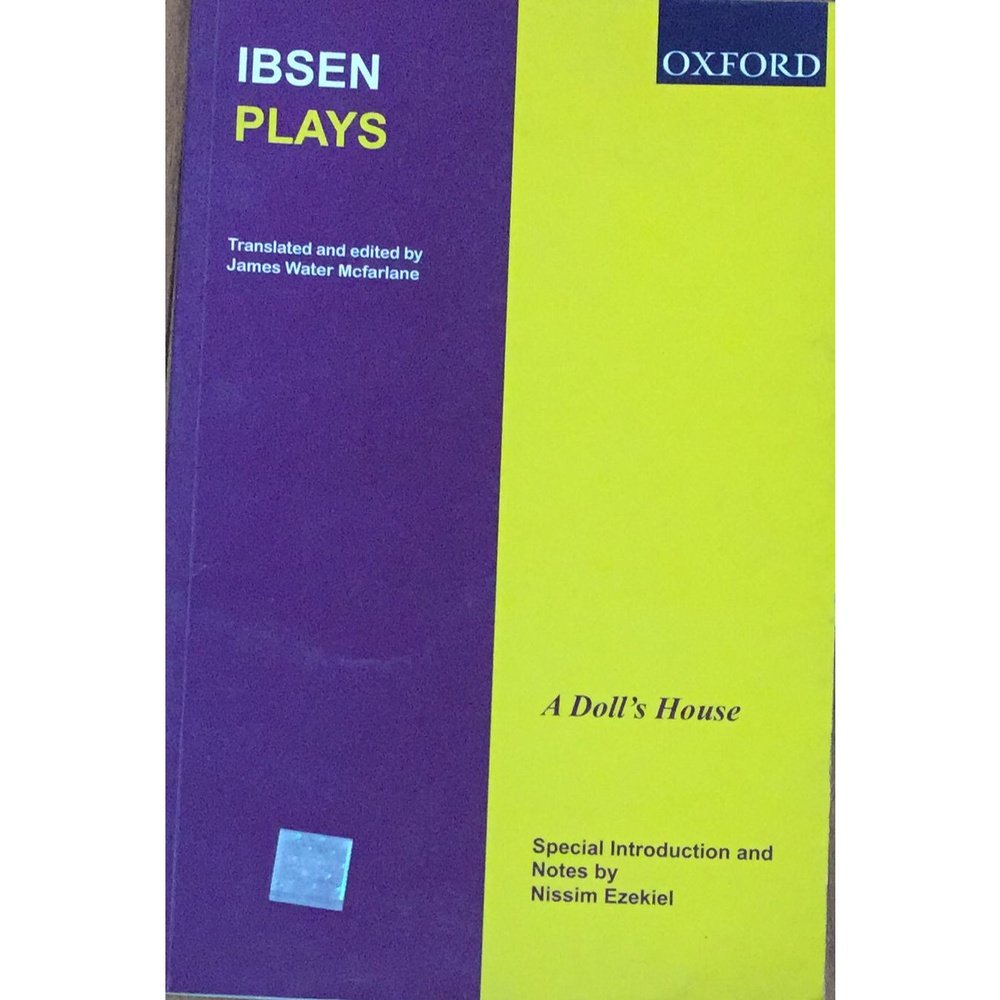 IBSEN
PLAYS
OXFORD
Translated and edited by
James Water Mcfarlane
A Doll's House
Special Introduction and
Notes by
Nissim Ezekiel